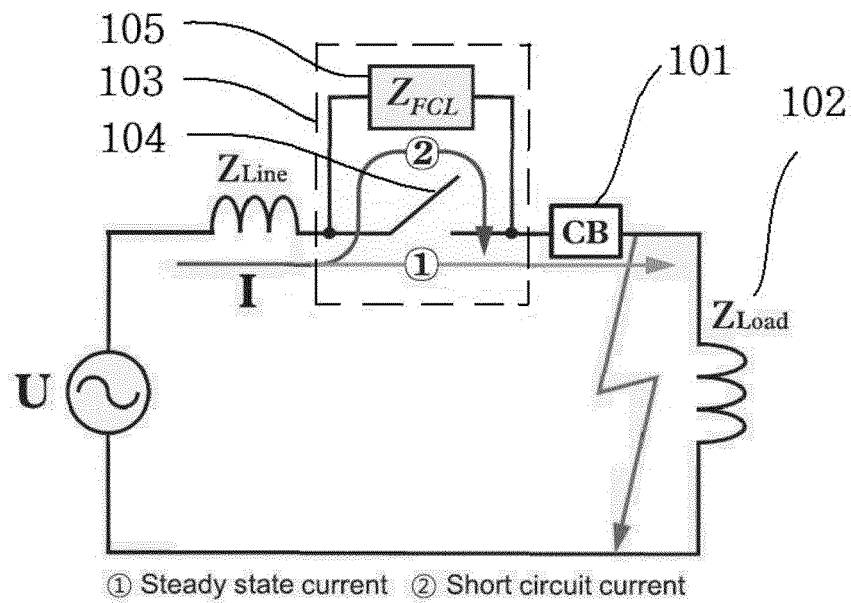 105
103
104
Z_FCL
②
101
102
Z_Line
CB
①
I
Z_Load
U
① Steady state current ② Short circuit current